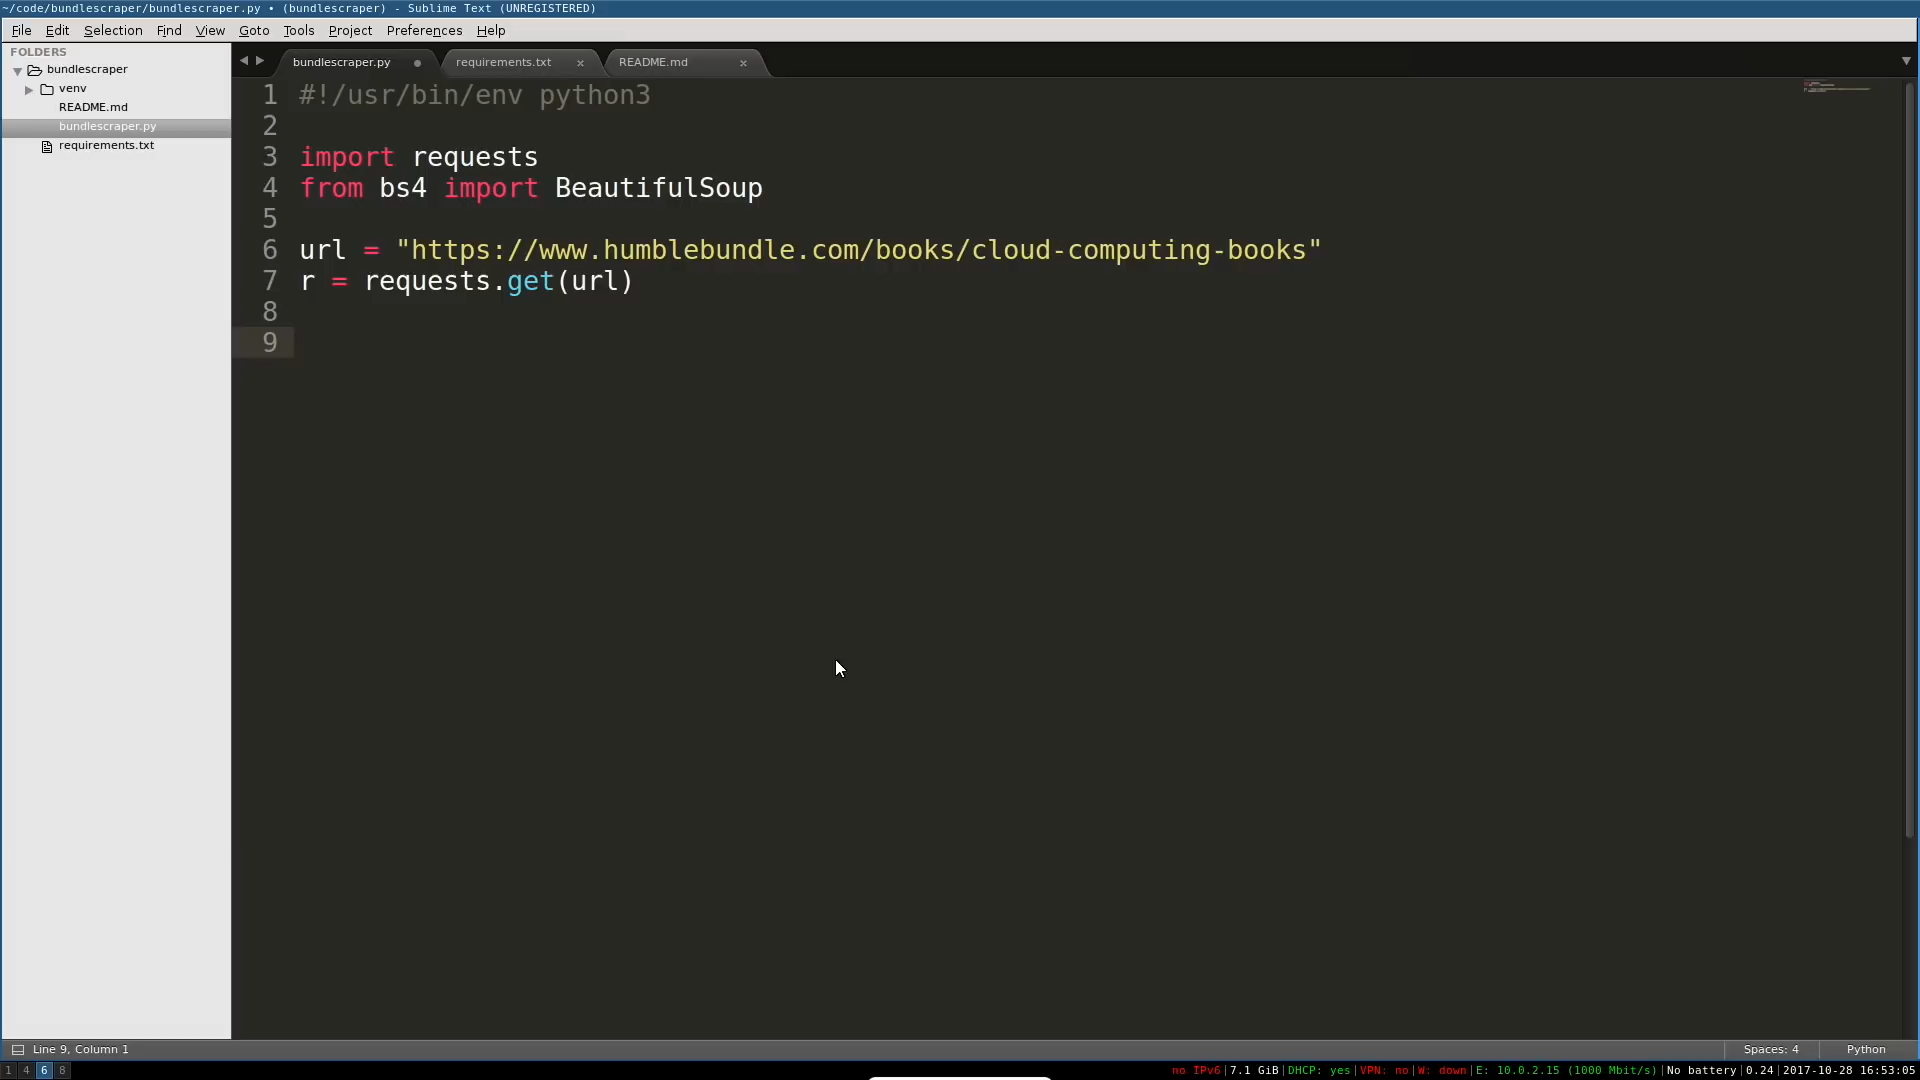 ~/code/bundlescraper/bundlescraper.py • (bundlescraper) - Sublime Text (UNREGISTERED)
File Edit Selection Find View Goto Tools Project Preferences Help
FOLDERS
bundlescraper
venv
README.md
bundlescraper.py
requirements.txt
bundlescraper.py requirements.txt × README.md ×
1 #!/usr/bin/env python3
2
3 import requests
4 from bs4 import BeautifulSoup
5
6 url = "https://www.humblebundle.com/books/cloud-computing-books"
7 r = requests.get(url)
8
9
Line 9, Column 1 Spaces: 4 Python
1 4 6 8 no IPv6|7.1 GiB|DHCP: yes|VPN: no|W: down|E: 10.0.2.15 (1000 Mbit/s)|No battery|0.24|2017-10-28 16:53:05